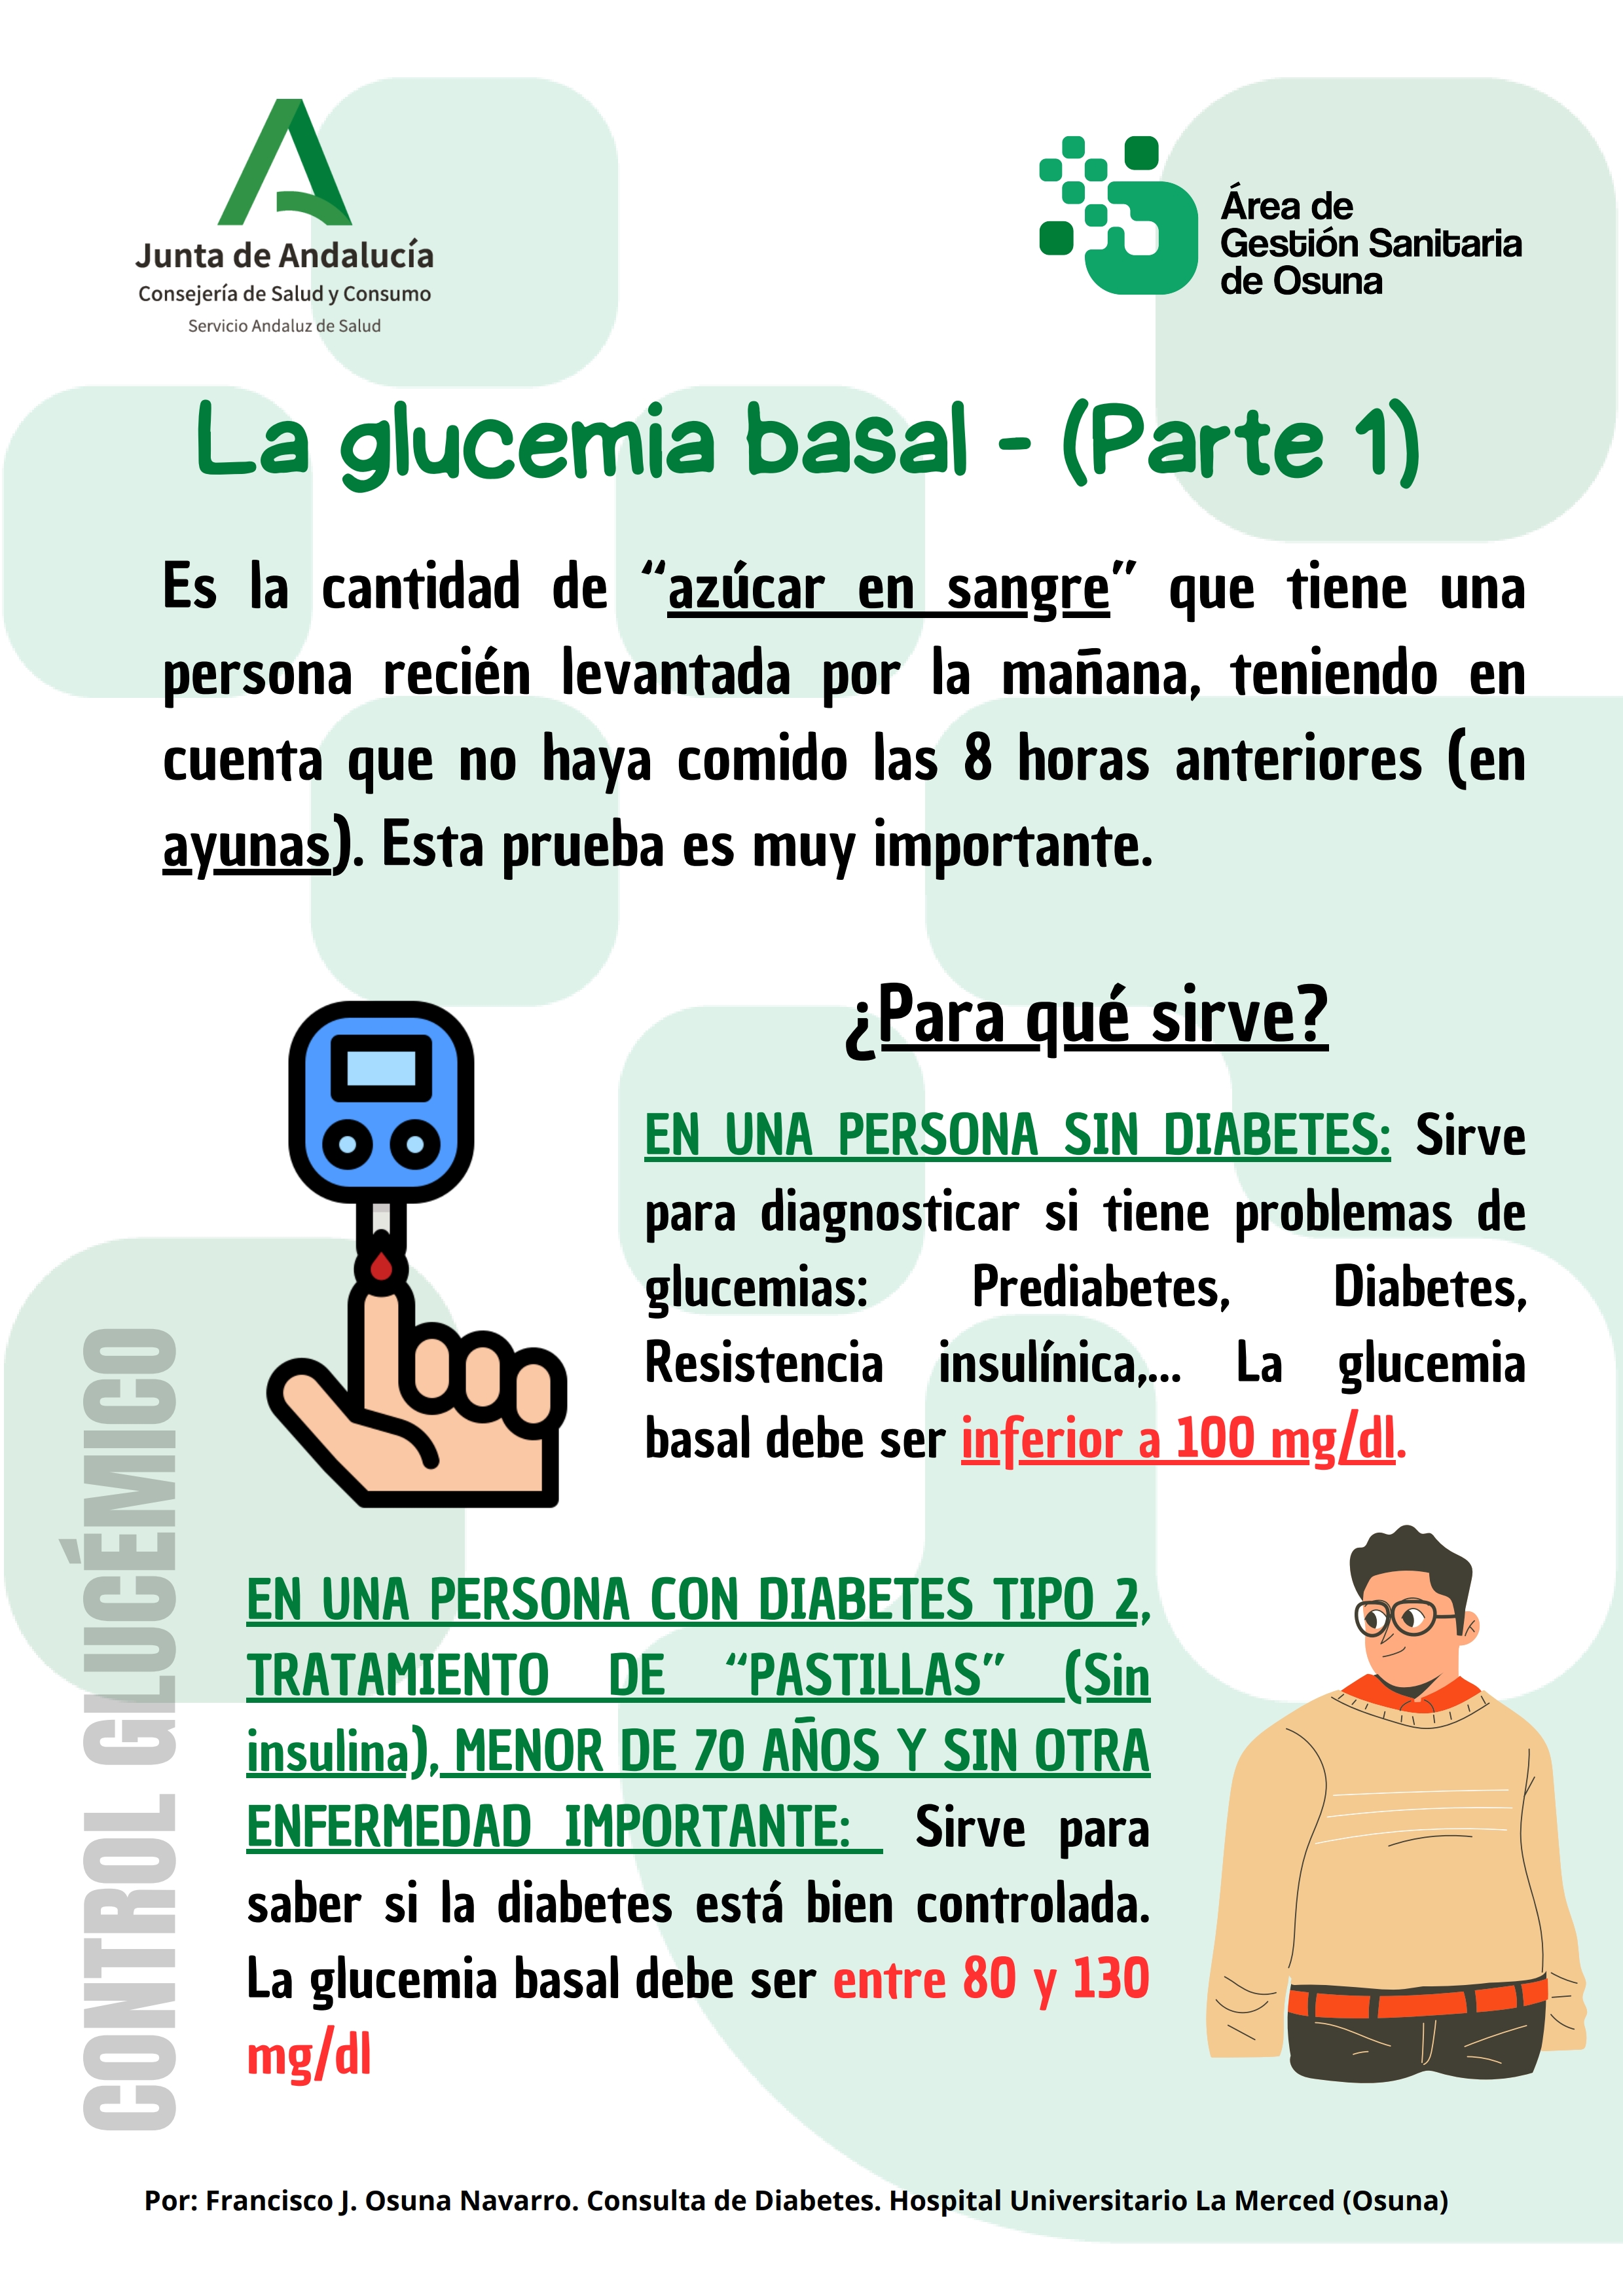 Junta de Andalucía
Consejería de Salud y Consumo
Servicio Andaluz de Salud
Área de
Gestión Sanitaria
de Osuna
La glucemia basal - (Parte 1)
Es la cantidad de “azúcar en sangre” que tiene una
persona recién levantada por la mañana, teniendo en
cuenta que no haya comido las 8 horas anteriores (en
ayunas). Esta prueba es muy importante.
¿Para qué sirve?
EN UNA PERSONA SIN DIABETES: Sirve
para diagnosticar si tiene problemas de
glucemias: Prediabetes, Diabetes,
Resistencia insulínica,... La glucemia
basal debe ser inferior a 100 mg/dl.
EN UNA PERSONA CON DIABETES TIPO 2,
TRATAMIENTO DE “PASTILLAS” (Sin
insulina), MENOR DE 70 AÑOS Y SIN OTRA
ENFERMEDAD IMPORTANTE: Sirve para
saber si la diabetes está bien controlada.
La glucemia basal debe ser entre 80 y 130
mg/dl
CONTROL GLUCÉMICO
Por: Francisco J. Osuna Navarro. Consulta de Diabetes. Hospital Universitario La Merced (Osuna)